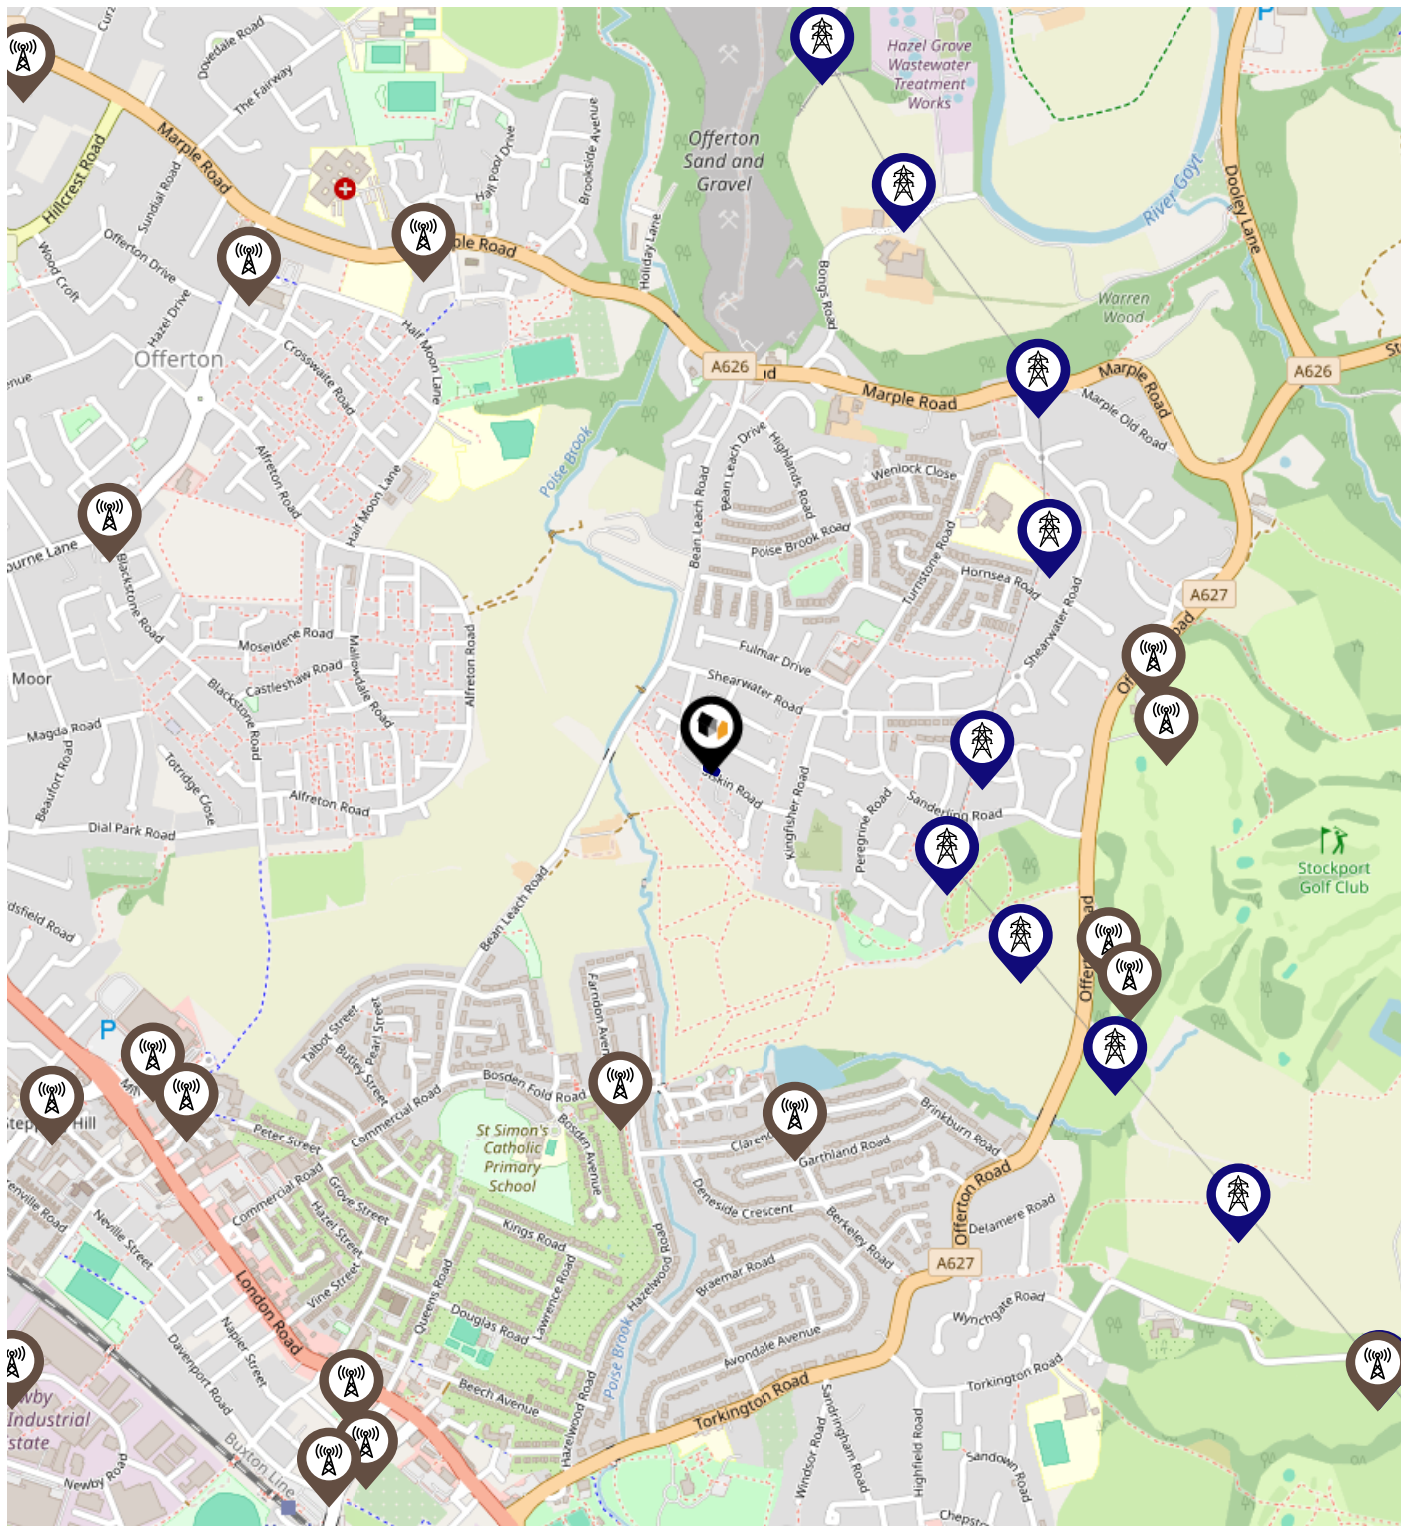 P
Dovedale Road
The Fairway
Hazel Grove
Wastewater
Treatment
Works
Marple Road
Hillcrest Road
Sundial Road
Hall Pool Drive
Brookside Avenue
Offerton
Sand and
Gravel
River Goyt
Dooley Lane
Offerton Drive
Wood Croft
Hazel Drive
Holiday Lane
Bongs Road
Warren
Wood
Offerton
Half Moon Lane
Crosswaite Road
A626
Marple Road
Marple Road
A626
Marple Old Road
Poise Brook
Bean Leach Drive
Highlands Road
Wenlock Close
Alfreton Road
Half Moon Lane
Bean Leach Road
Poise Brook Road
Turnstone Road
Hornsea Road
A627
Shearwater Road
Blackstone Road
Moseidene Road
Mallowdale Road
Castleshaw Road
Alfreton Road
Fulmar Drive
Shearwater Road
Moor
Blackstone Road
Magda Road
Beaufort Road
Totridge Close
Alfreton Road
Dial Park Road
Kingfisher Road
Peregrine Road
Sanderling Road
Stockport
Golf Club
Bean Leach Road
P
Talbot Street
Pearl Street
Butley Street
Farndon Avenue
Commercial Road
Bosden Fold Road
Bosden Avenue
St Simon's
Catholic
Primary
School
Peter Street
Commercial Road
Grove Street
Hazel Street
Vine Street
Neville Street
Brinkburn Road
Garthland Road
Deneside Crescent
Berkeley Road
Offerton Road
Delamere Road
Kings Road
Hazelwood Road
Queens Road
Lawrence Road
Douglas Road
Braemar Road
A627
Wynchgate Road
London Road
Napier Street
Davenport Road
Poise Brook
Avondale Avenue
Torkington Road
Beech Avenue
Hazelwood Road
Torkington Road
Buxton Line
Newby Road
Windsor Road
Sandringham Road
Highfield Road
Sandown Road
Industrial